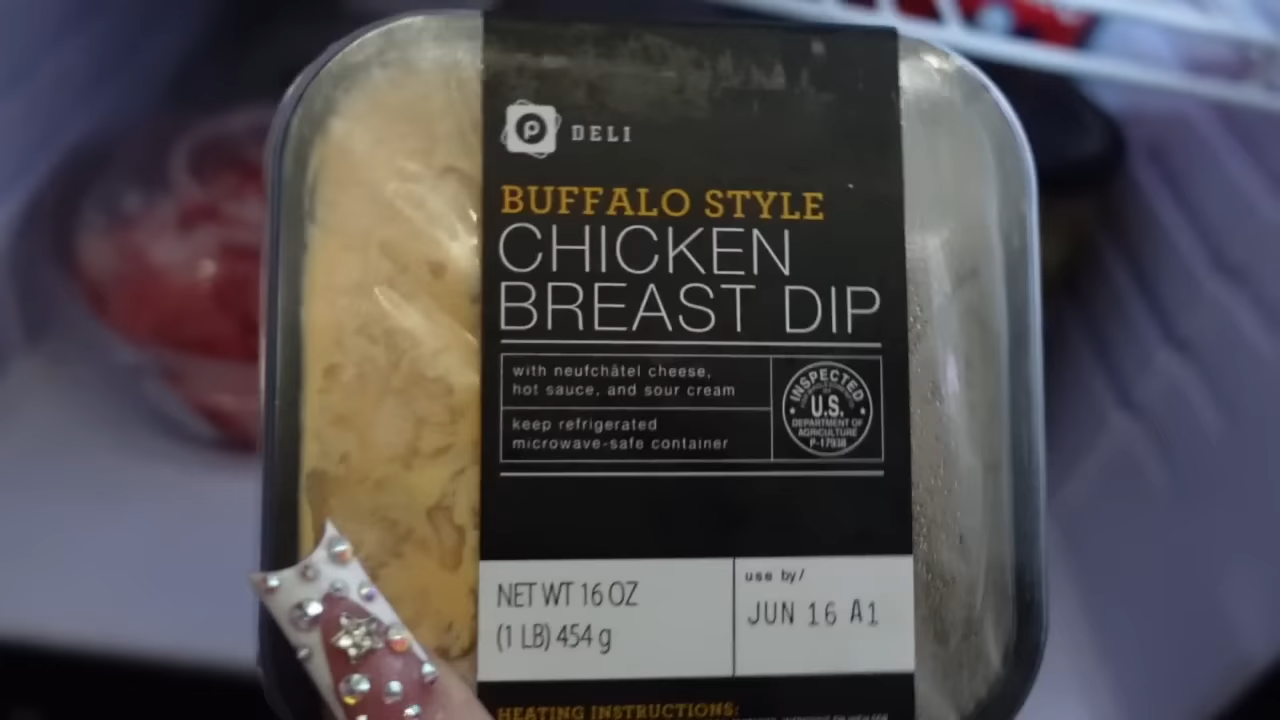 P DELI
BUFFALO STYLE
CHICKEN
BREAST DIP
with neufchâtel cheese,
hot sauce, and sour cream
keep refrigerated
microwave-safe container
INSPECTED
U.S.
DEPARTMENT OF
AGRICULTURE
P-17938
NET WT 16 OZ
(1 LB) 454 g
use by/
JUN 16 A1
HEATING INSTRUCTIONS: